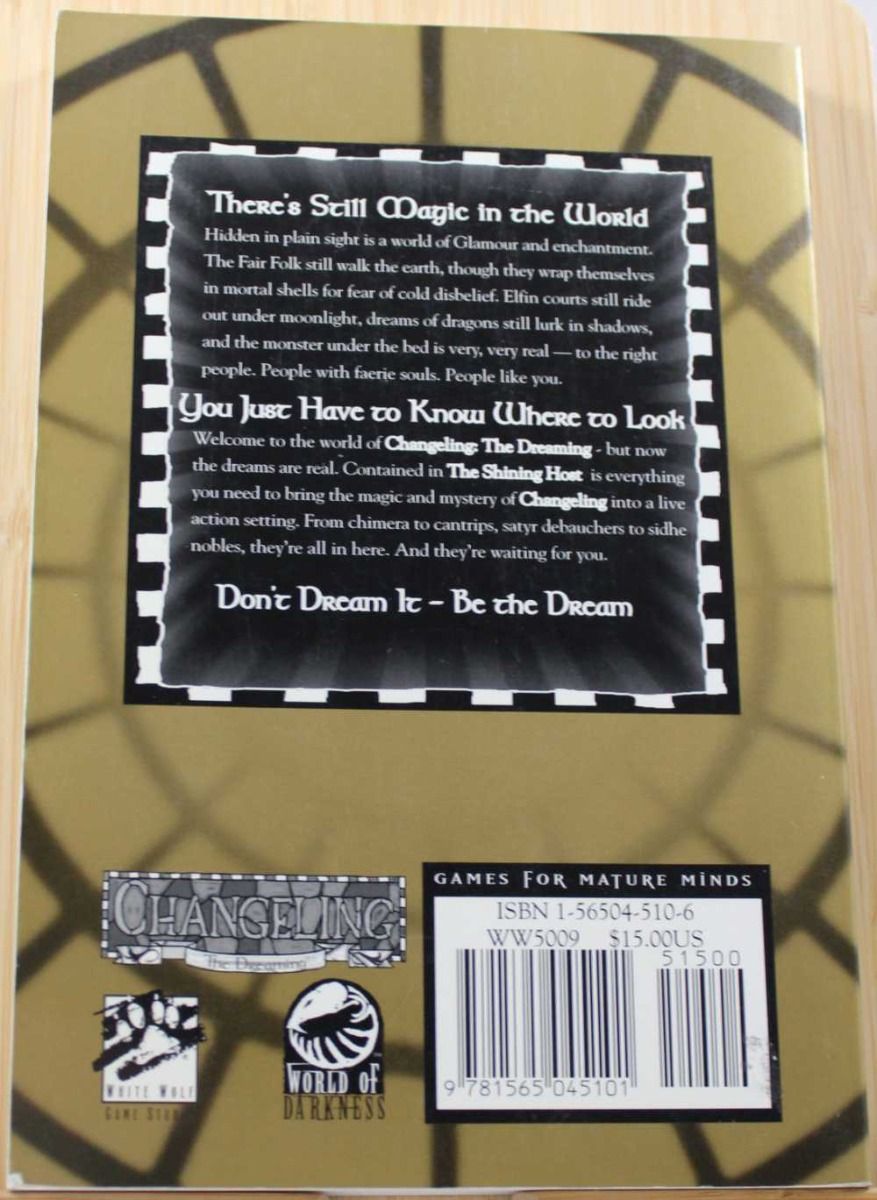 There's Still Magic in the World
Hidden in plain sight is a world of Glamour and enchantment.
The Fair Folk still walk the earth, though they wrap themselves
in mortal shells for fear of cold disbelief. Elfin courts still ride
out under moonlight, dreams of dragons still lurk in shadows,
and the monster under the bed is very, very real — to the right
people. People with faerie souls. People like you.
You Just Have to Know Where to Look
Welcome to the world of Changeling: The Dreaming - but now
the dreams are real. Contained in The Shining Host is everything
you need to bring the magic and mystery of Changeling into a live
action setting. From chimera to cantrips, satyr debauchers to sidhe
nobles, they're all in here. And they're waiting for you.
Don't Dream It - Be the Dream
CHANGELING
The Dreaming
WHITE WOLF
GAME STUDIO
WORLD OF
DARKNESS
GAMES FOR MATURE MINDS
ISBN 1-56504-510-6
WW5009 $15.00US
51500
9 781565 045101